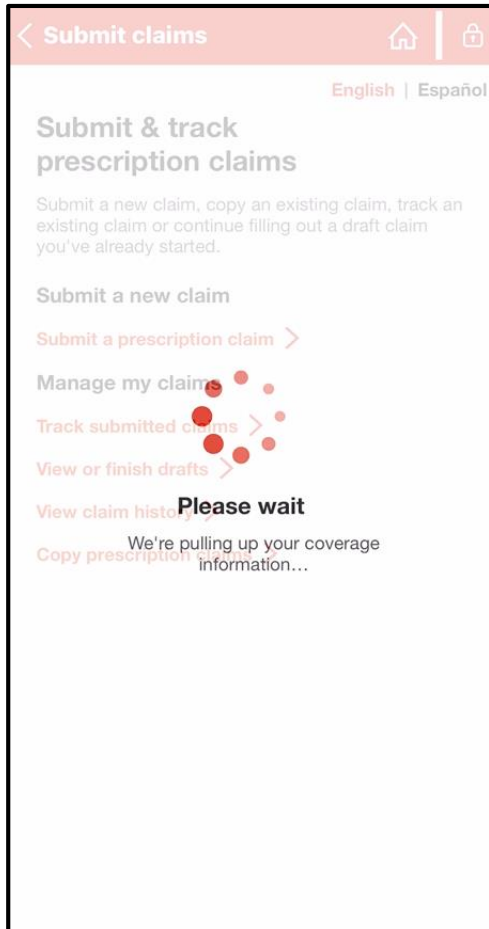 Submit claims
English | Español
Submit & track
prescription claims
Submit a new claim, copy an existing claim, track an
existing claim or continue filling out a draft claim
you've already started.
Submit a new claim
Submit a prescription claim
Manage my claims
Track submitted claims
View or finish drafts
View claim history
Please wait
Copy prescription claims
We're pulling up your coverage
information...